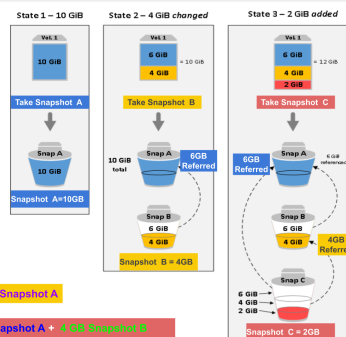 State 1 – 10 GiB
Vol 1
10 GiB
Take Snapshot A
Snap A
10 GiB
Snapshot A=10GB
State 2 – 4 GiB changed
Vol 1
6 GiB
4 GiB
= 10 GiB
Take Snapshot B
10 GiB
total
Snap A
6GB
Referred
Snap B
6 GiB
4 GiB
Snapshot B = 4GB
State 3 – 2 GiB added
Vol 1
6 GiB
4 GiB
2 GiB
= 12 GiB
Take Snapshot C
6GB
Referred
Snap A
6 GiB
Snap B
6 GiB
4 GiB
4GB
Snap C
6 GiB
4 GiB
2 GiB
Snapshot C = 2GB
Snapshot A
+ 4 GB Snapshot B